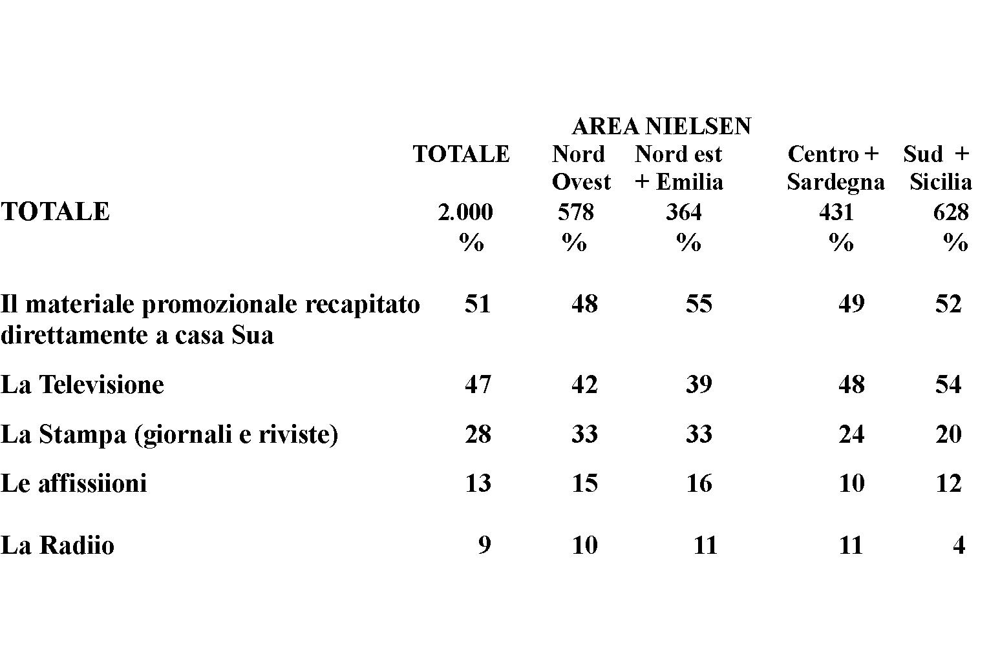 AREA NIELSEN
TOTALE Nord Nord est Centro + Sud +
Ovest + Emilia Sardegna Sicilia
TOTALE 2.000 578 364 431 628
% % % % %
Il materiale promozionale recapitato 51 48 55 49 52
direttamente a casa Sua
La Televisione 47 42 39 48 54
La Stampa (giornali e riviste) 28 33 33 24 20
Le affissiioni 13 15 16 10 12
La Radiio 9 10 11 11 4